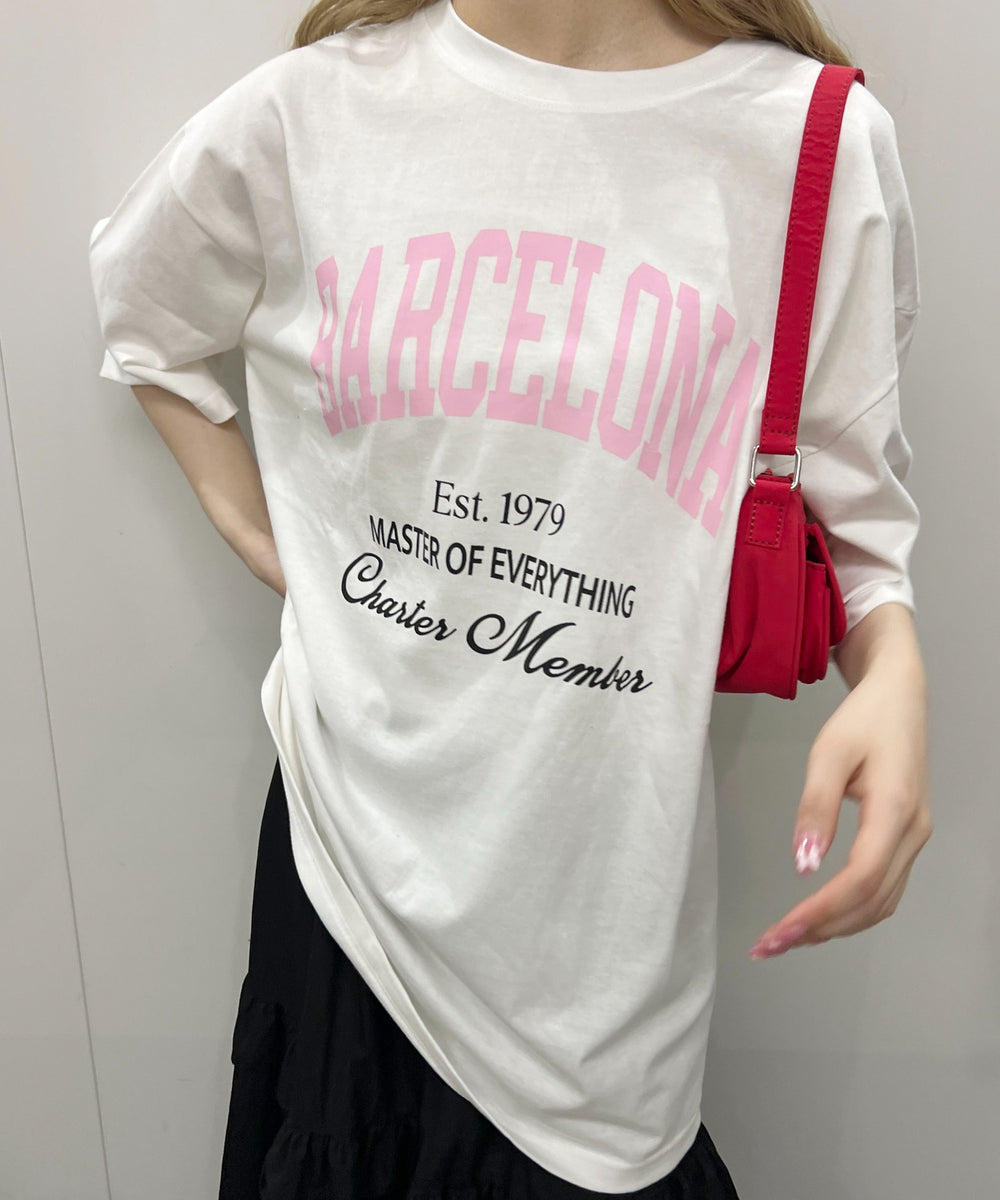 BARCELONA
Est. 1979
MASTER OF EVERYTHING
Charter Member